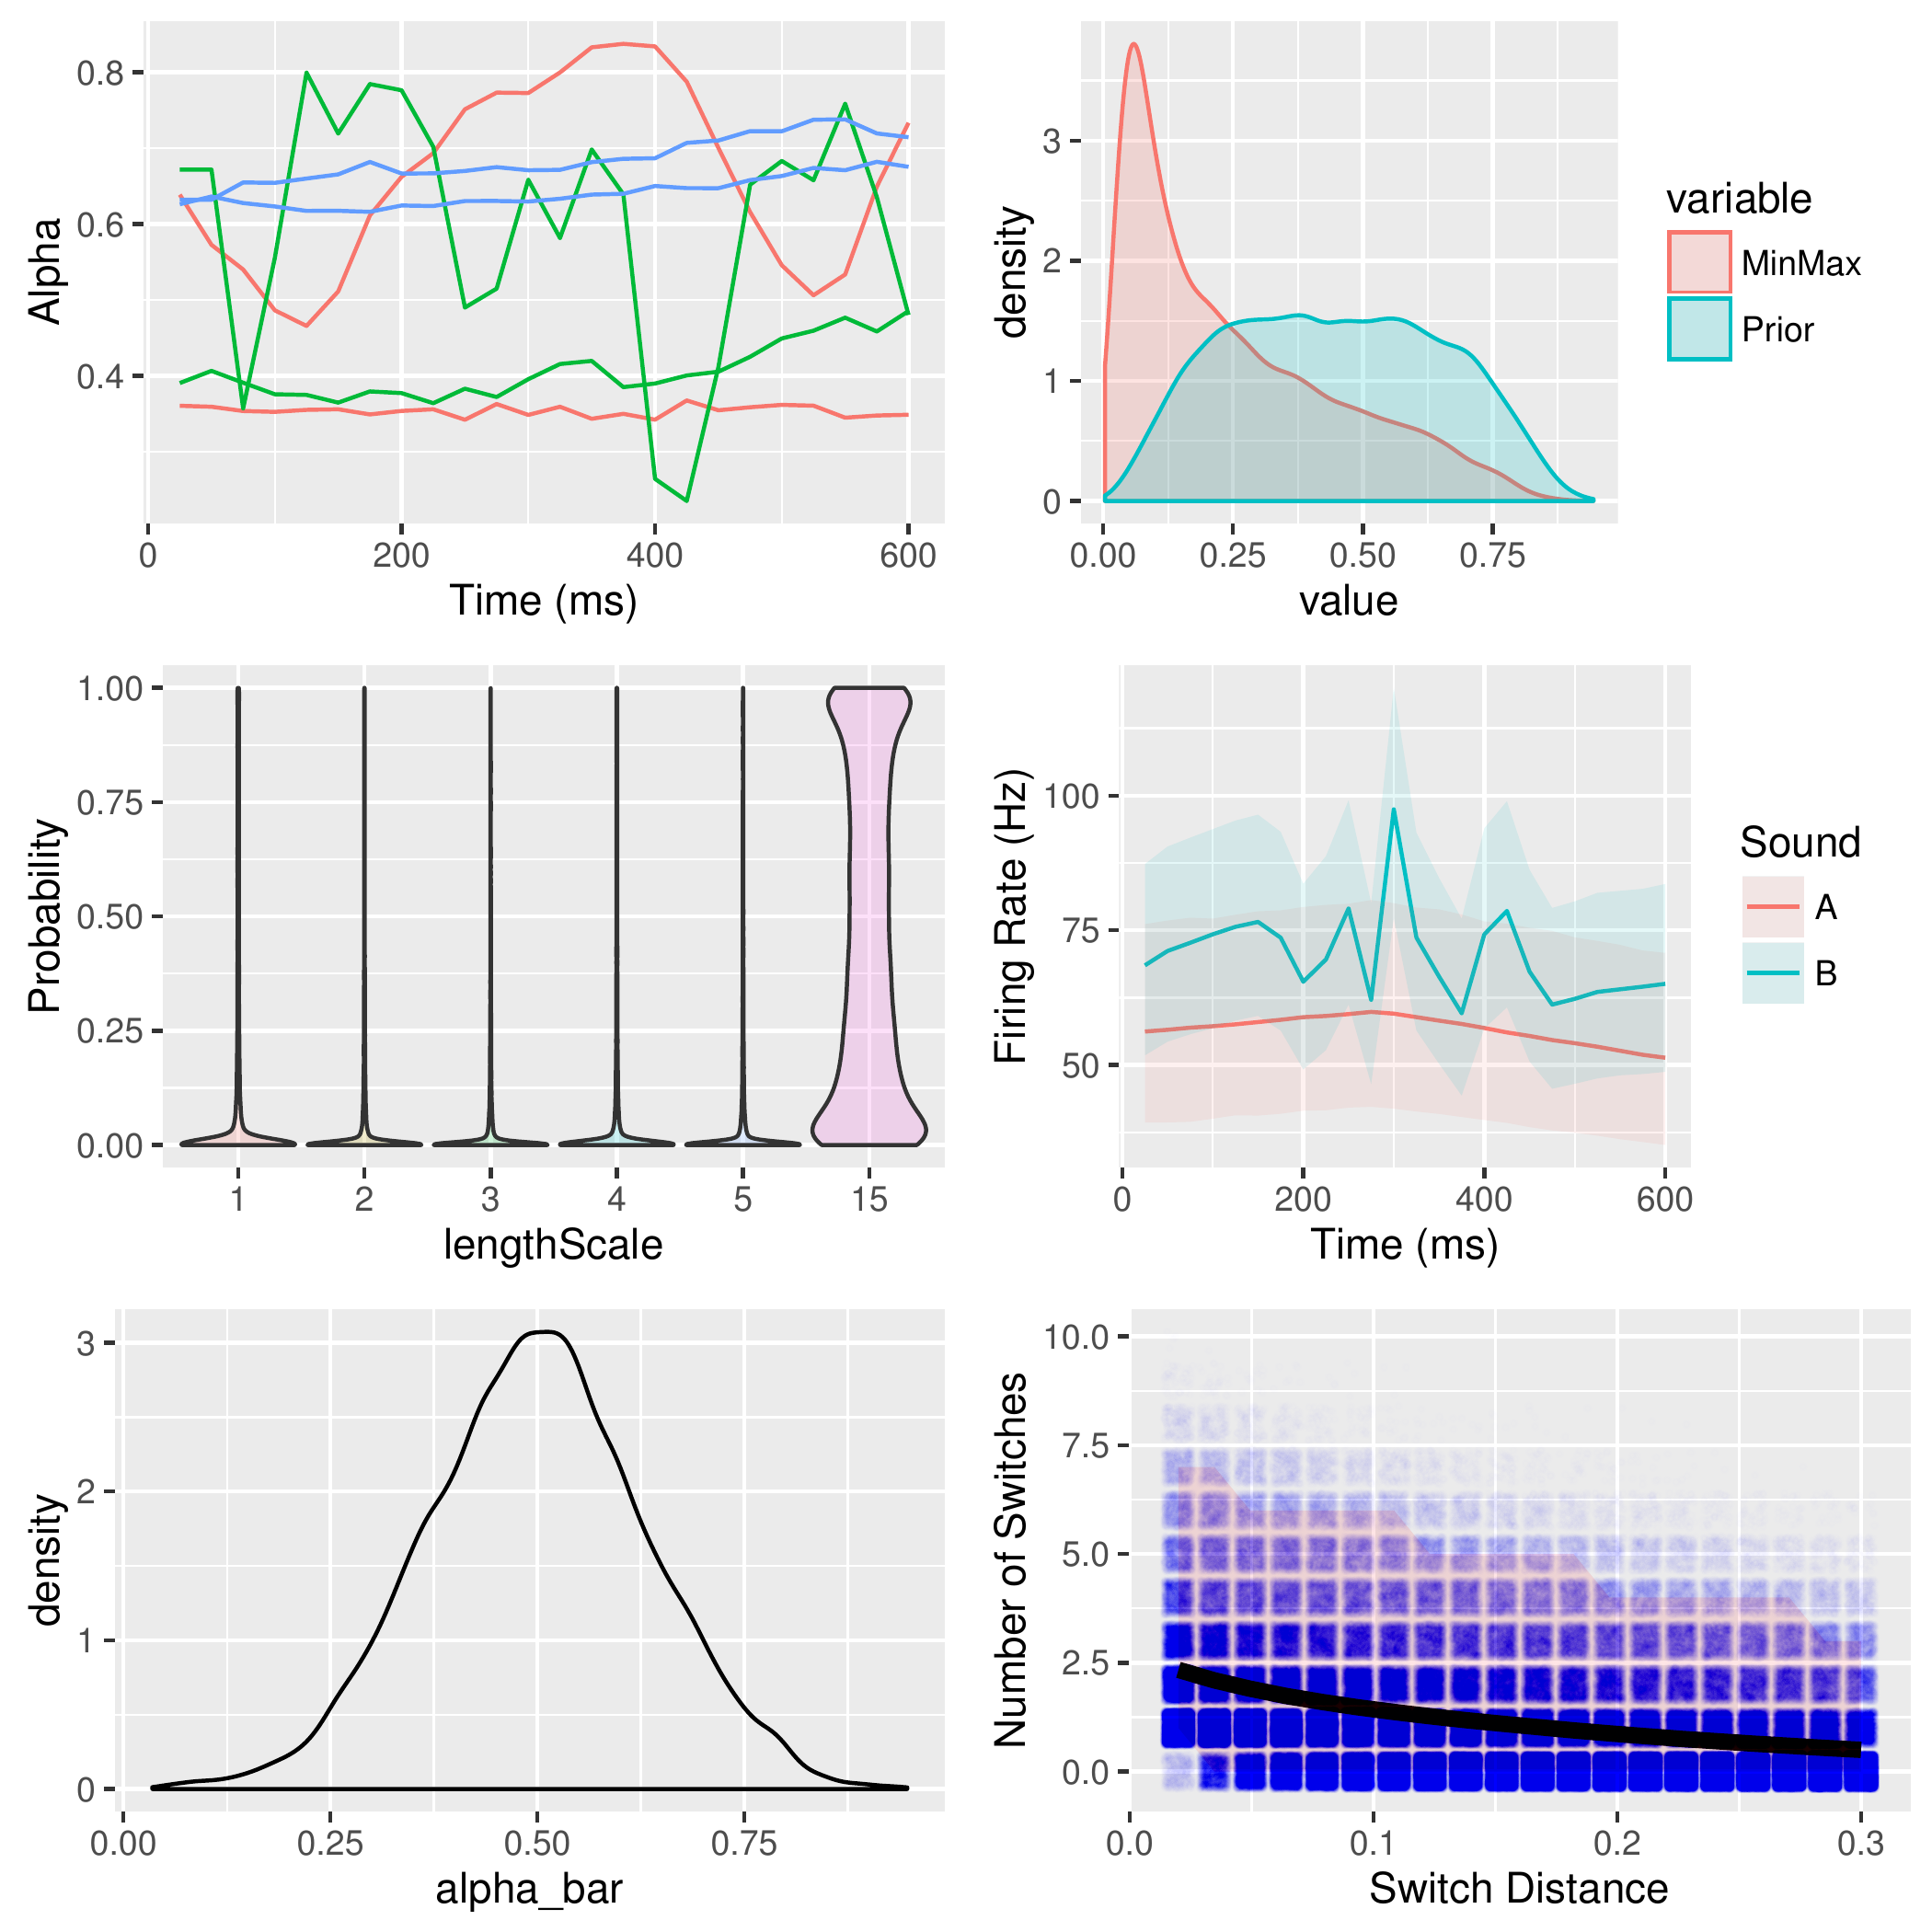 Alpha
0.8
0.6
0.4
0 200 400 600
Time (ms)
density
3
2
1
0
0.00 0.25 0.50 0.75
value
variable
MinMax
Prior
Probability
1.00
0.75
0.50
0.25
0.00
1 2 3 4 5 15
lengthScale
Firing Rate (Hz)
100
75
50
0 200 400 600
Time (ms)
Sound
A
B
density
3
2
1
0
0.00 0.25 0.50 0.75
alpha_bar
Number of Switches
10.0
7.5
5.0
2.5
0.0
0.0 0.1 0.2 0.3
Switch Distance